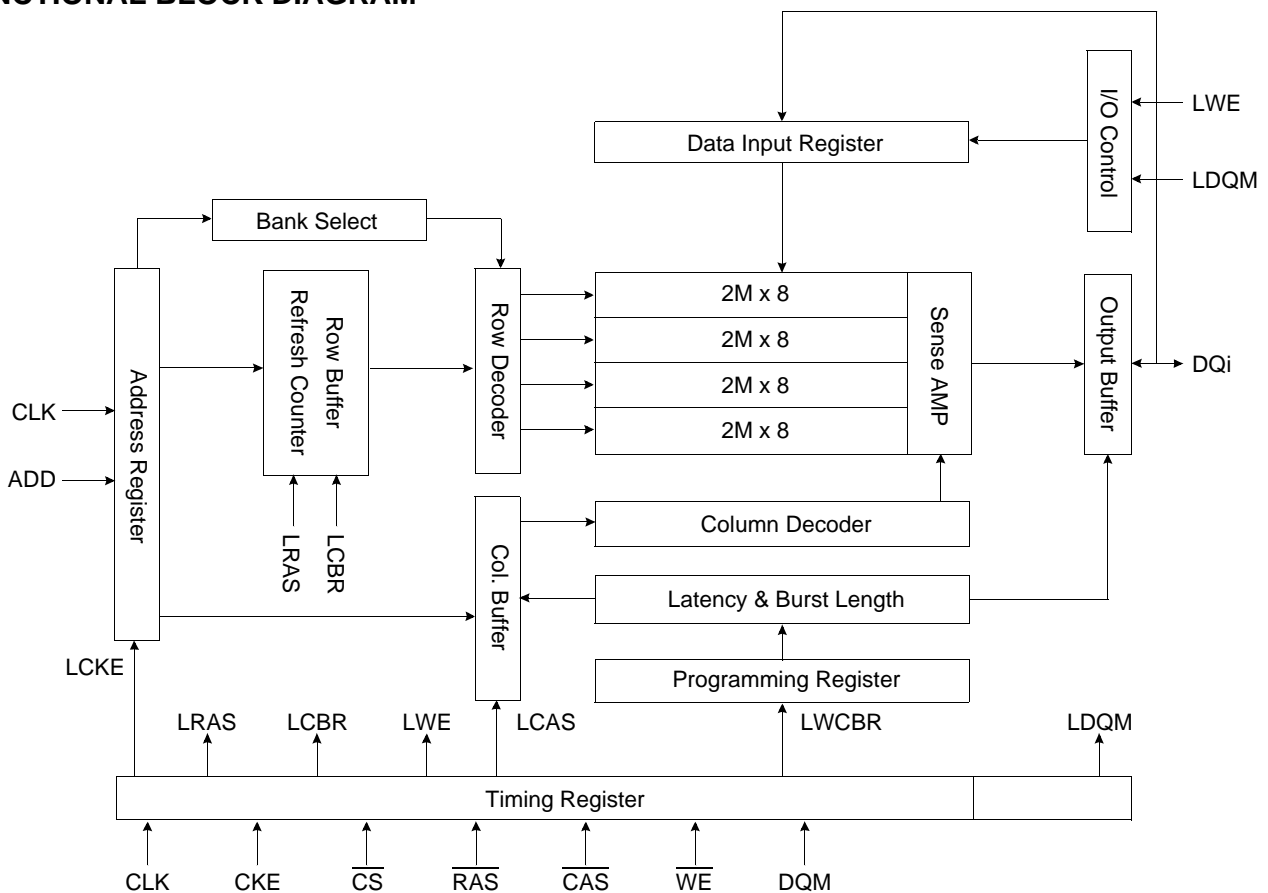 NCTIONAL BLOCK DIAGRAM
I/O Control
LWE
Data Input Register
LDQM
Bank Select
Address Register
Refresh Counter
Row Buffer
Row Decoder
2M x 8
2M x 8
2M x 8
2M x 8
Sense AMP
Output Buffer
DQi
CLK
ADD
LRAS
LCBR
Col. Buffer
Column Decoder
Latency & Burst Length
Programming Register
LCKE
LRAS
LCBR
LWE
LCAS
LWCBR
LDQM
Timing Register
CLK
CKE
CS
RAS
CAS
WE
DQM